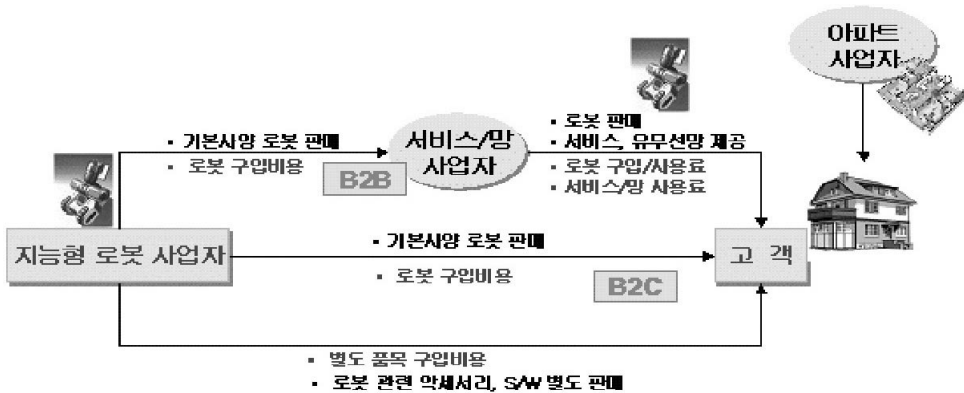 아파트
사업자
• 로봇 판매
• 서비스, 유무선망 제공
• 로봇 구입/사용료
• 서비스/망 사용료
• 기본사양 로봇 판매
• 로봇 구입비용
서비스/망
사업자
B2B
지능형 로봇 사업자
• 기본사양 로봇 판매
• 로봇 구입비용
B2C
고 객
• 별도 품목 구입비용
• 로봇 관련 악세서리, S/W 별도 판매